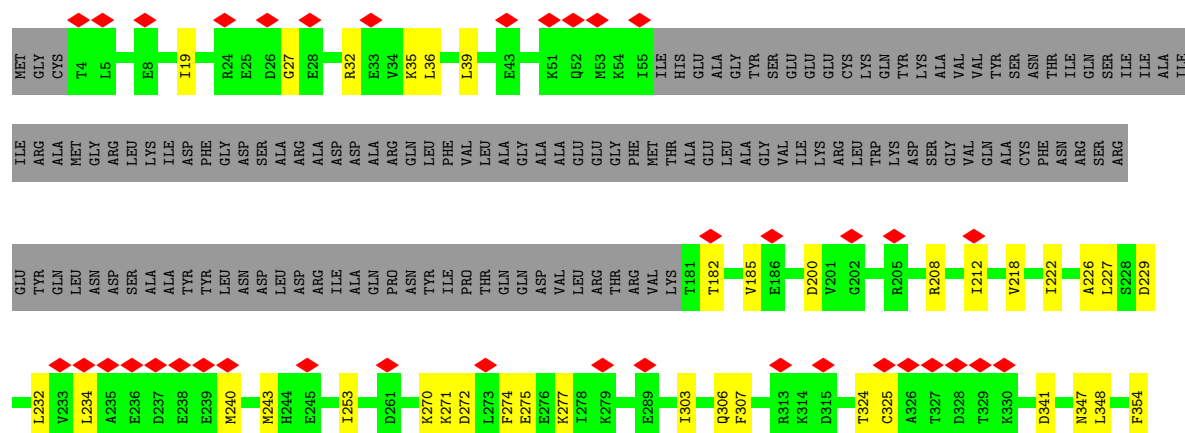 MET GLY CYS T4 L5 E8 I19 R24 E25 D26 G27 E28 R32 E33 V34 K35 L36 L39 E43 K51 Q52 M53 K54 I55 ILE HIS GLU ALA GLY TYR SER GLU GLU GLU CYS LYS GLN TYR LYS ALA VAL VAL TYR SER ASN THR ILE GLN SER ILE ILE ALA ILE
ILE ARG ALA MET GLY ARG LEU LYS ILE ASP PHE GLY ASP SER ALA ARG ALA ASP ASP ALA ARG GLN LEU PHE VAL LEU ALA GLY ALA ALA GLU GLU GLY PHE MET THR ALA GLU LEU ALA GLY VAL ILE LYS ARG LEU TRP LYS ASP SER GLY VAL GLN ALA CYS PHE ASN ARG SER ARG
GLU TYR GLN LEU ASN ASP SER ALA ALA TYR TYR LEU ASN ASP LEU ASP ARG ILE ALA GLN PRO ASN TYR ILE PRO THR GLN GLN ASP VAL LEU ARG THR ARG VAL LYS T181 T182 V185 E186 D200 V201 G202 R205 R208 I212 V218 I222 A226 L227 S228 D229
L232 V233 L234 A235 E236 D237 E238 E239 M240 M243 H244 E245 I253 D261 K270 K271 D272 L273 F274 E275 E276 K277 I278 K279 E289 I303 Q306 F307 R313 K314 D315 T324 C325 A326 T327 D328 T329 K330 D341 N347 L348 F354